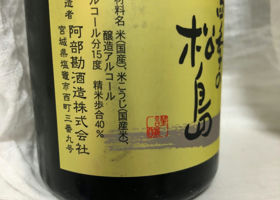 松島
謹醸
材料名 米(国産)、米こうじ(国産米)、
醸造アルコール
アルコール分15度 精米歩合40%
造者
阿部勘酒造株式会社
宮城県塩竈市西町三番九号